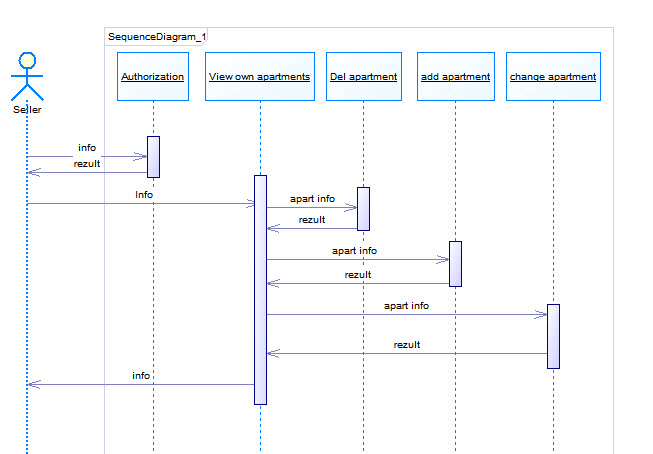 SequenceDiagram_1
Seller
Authorization
View own apartments
Del apartment
add apartment
change apartment
info
rezult
Info
apart info
rezult
apart info
rezult
apart info
rezult
info